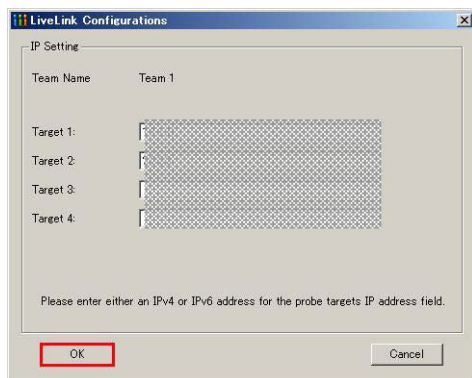 LiveLink Configurations
IP Setting
Team Name Team 1
Target 1:
Target 2:
Target 3:
Target 4:
Please enter either an IPv4 or IPv6 address for the probe targets IP address field.
OK Cancel